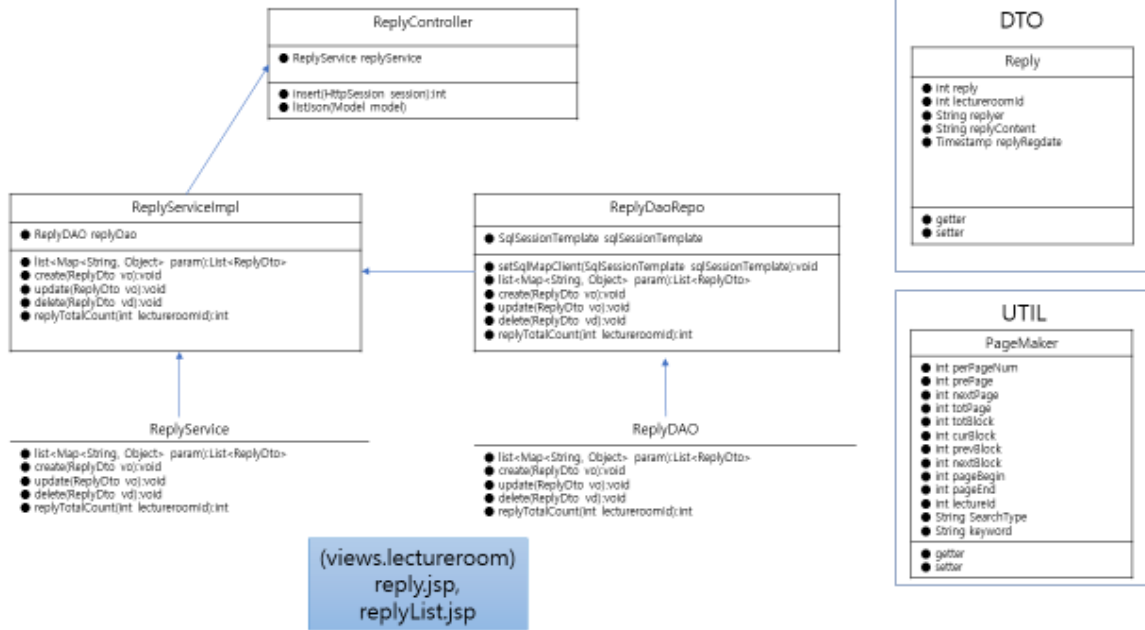 ReplyController
ReplyService replyService
insert(HttpSession session):int
listJson(Model model)
ReplyServiceImpl
ReplyDAO replyDao
list<Map<String, Object> param):List<ReplyDto>
create(ReplyDto vo):void
update(ReplyDto vo):void
delete(ReplyDto vd):void
replyTotalCount(int lectureroomId):int
ReplyDaoRepo
SqlSessionTemplate sqlSessionTemplate
setSqlMapClient(SqlSessionTemplate sqlSessionTemplate):void
list<Map<String, Object> param):List<ReplyDto>
create(ReplyDto vo):void
update(ReplyDto vo):void
delete(ReplyDto vd):void
replyTotalCount(int lectureroomId):int
ReplyService
list<Map<String, Object> param):List<ReplyDto>
create(ReplyDto vo):void
update(ReplyDto vo):void
delete(ReplyDto vd):void
replyTotalCount(int lectureroomId):int
ReplyDAO
list<Map<String, Object> param):List<ReplyDto>
create(ReplyDto vo):void
update(ReplyDto vo):void
delete(ReplyDto vd):void
replyTotalCount(int lectureroomId):int
(views.lectureroom)
reply.jsp,
replyList.jsp
DTO
Reply
int reply
int lectureroomId
String replyer
String replyContent
Timestamp replyRegdate
getter
setter
UTIL
PageMaker
int perPageNum
int prePage
int nextPage
int totPage
int totBlock
int curBlock
int prevBlock
int nextBlock
int pageBegin
int pageEnd
int lectureId
String SearchType
String keyword
getter
setter